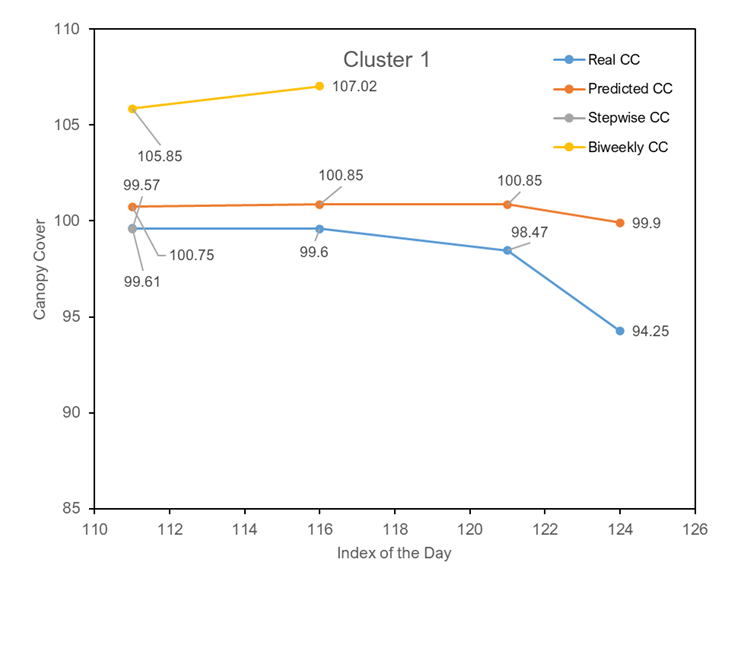 Cluster 1
Real CC
Predicted CC
Stepwise CC
Biweekly CC
110
105
100
95
90
85
Canopy Cover
107.02
105.85
99.57
100.85
100.85
99.9
98.47
99.6
100.75
99.61
94.25
110 112 114 116 118 120 122 124 126
Index of the Day